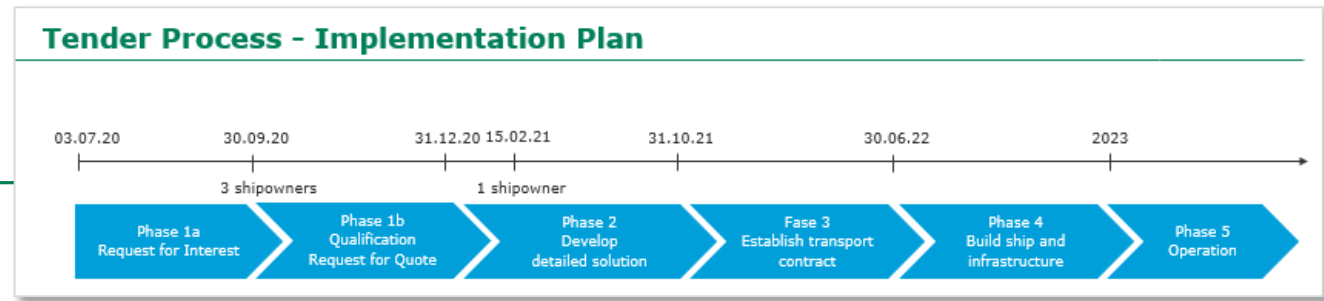 Tender Process - Implementation Plan
03.07.20 30.09.20 31.12.20 15.02.21 31.10.21 30.06.22 2023
3 shipowners 1 shipowner
Phase 1a
Request for Interest
Phase 1b
Qualification
Request for Quote
Phase 2
Develop
detailed solution
Fase 3
Establish transport
contract
Phase 4
Build ship and
infrastructure
Phase 5
Operation